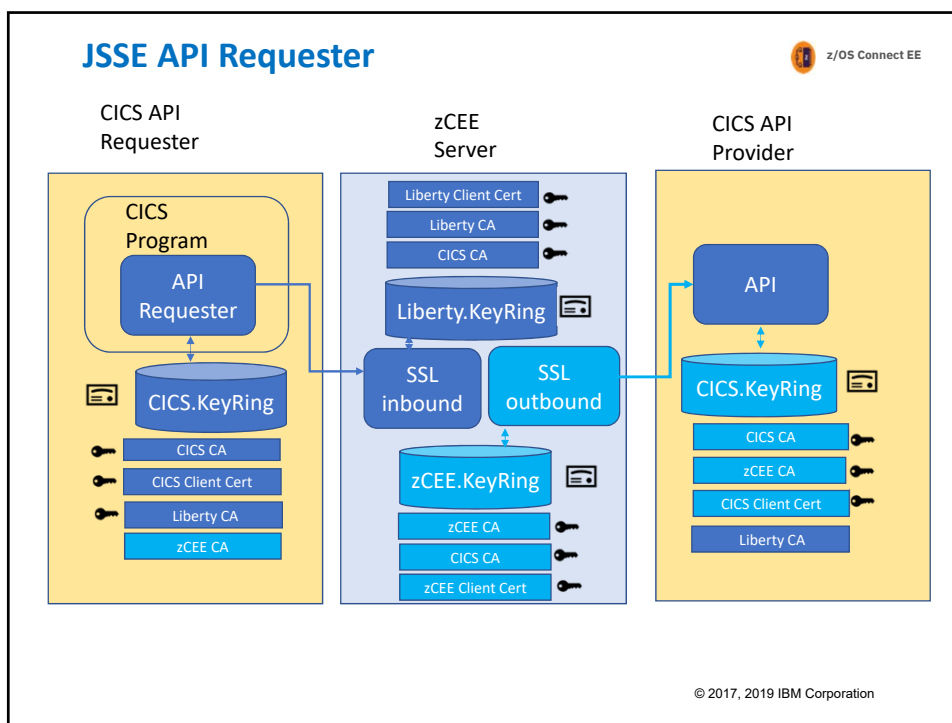 JSSE API Requester
z/OS Connect EE
CICS API
Requester
zCEE
Server
CICS API
Provider
CICS
Program
API
Requester
CICS.KeyRing
CICS CA
CICS Client Cert
Liberty CA
zCEE CA
Liberty Client Cert
Liberty CA
CICS CA
Liberty.KeyRing
SSL
inbound
SSL
outbound
zCEE.KeyRing
zCEE CA
CICS CA
zCEE Client Cert
API
CICS.KeyRing
CICS CA
zCEE CA
CICS Client Cert
Liberty CA
© 2017, 2019 IBM Corporation